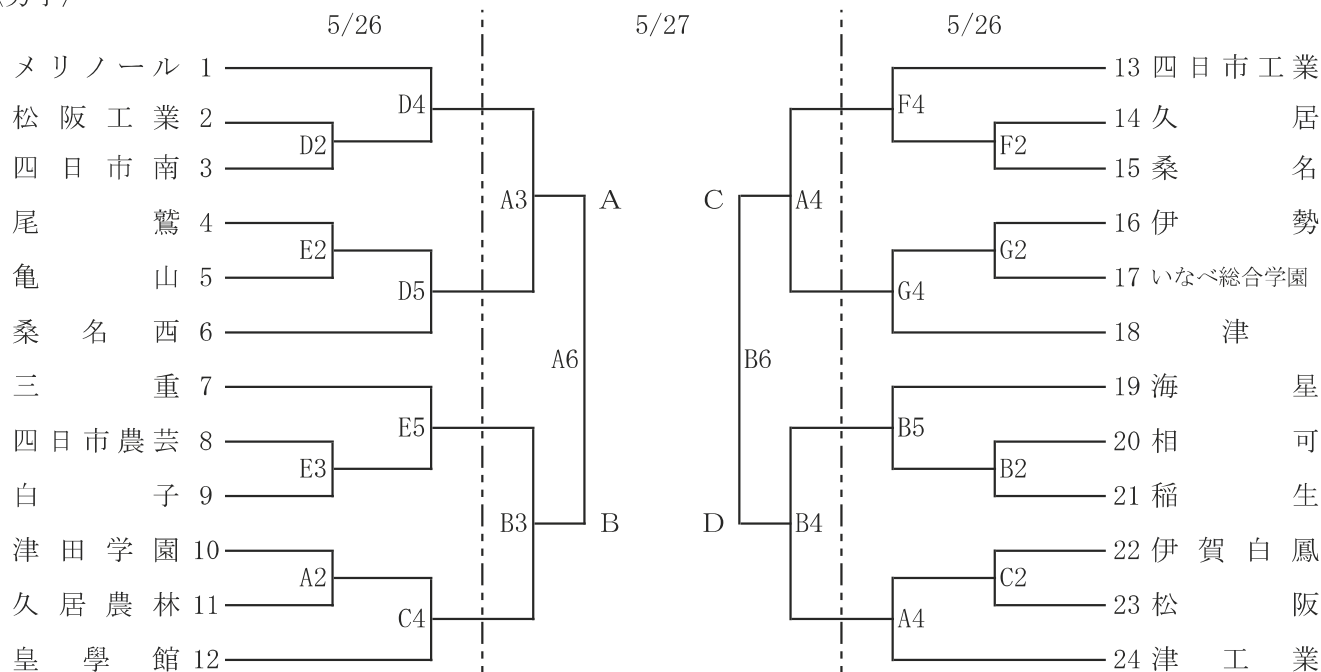 5/26 5/27 5/26
メリノール 1 13 四日市工業
D4 F4
松阪工業 2 14 久居
D2 F2
四日市南 3 15 桑名
A3 A C A4
尾鷲 4 16 伊勢
E2 G2
亀山 5 17 いなべ総合学園
D5 G4
桑名西 6 18 津
A6 B6
三重 7 19 海星
E5 B5
四日市農芸 8 20 相可
E3 B2
白子 9 21 稲生
B3 B D B4
津田学園 10 22 伊賀白鳳
A2 C2
久居農林 11 23 松阪
C4 A4
皇學館 12 24 津工業